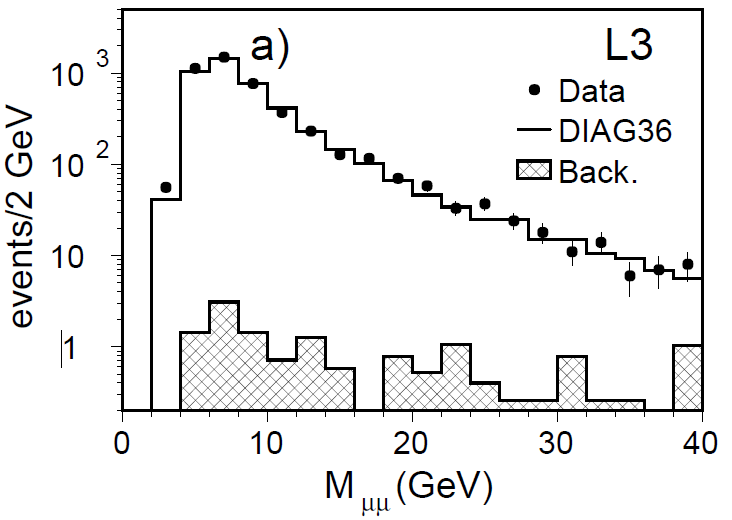 a)
L3
Data
DIAG36
Back.
events/2 GeV
10 3
10 2
10
1
0
10
20
30
40
M μμ (GeV)